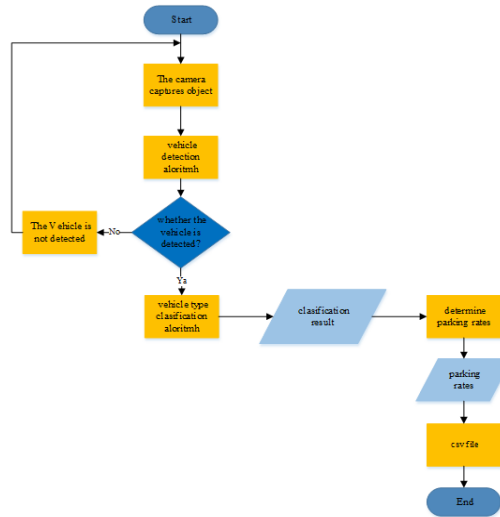 Start
The camera
captures object
vehicle
detection
aloritmh
whether the
vehicle is
detected?
No
The Vehicle is
not detected
Ya
vehicle type
clasification
aloritmh
clasification
result
determine
parking rates
parking
rates
csv file
End